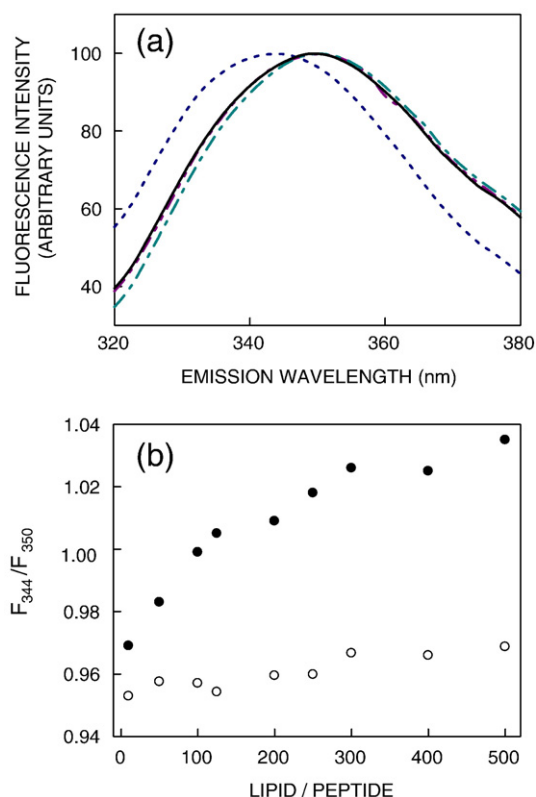 (a)
FLUORESCENCE INTENSITY
(ARBITRARY UNITS)
100
80
60
40
320
340
360
380
EMISSION WAVELENGTH (nm)
(b)
F344/F350
1.04
1.02
1.00
0.98
0.96
0.94
0
100
200
300
400
500
LIPID / PEPTIDE